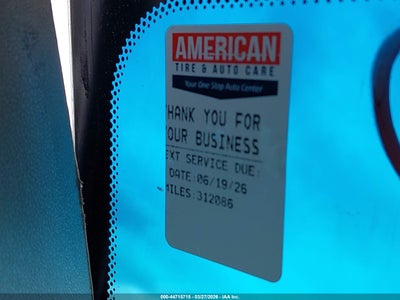 AMERICAN
TIRE & AUTO CARE
Your One Stop Auto Center
HANK YOU FOR
OUR BUSINESS
EXT SERVICE DUE:
DATE:06/19/26
MILES:312086
000-44715715 - 03/27/2026 - IAA Inc.